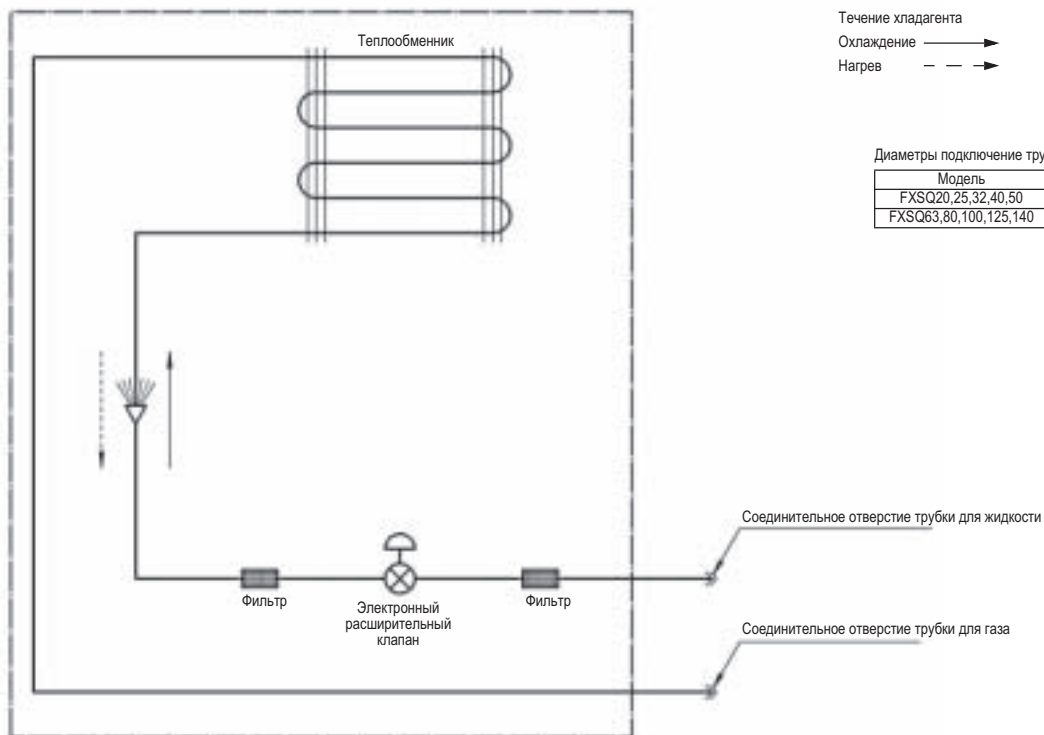 Течение хладагента
Охлаждение
Нагрев
Теплообменник
Диаметры подключение тру
Модель
FXSQ20,25,32,40,50
FXSQ63,80,100,125,140
Соединительное отверстие трубки для жидкости
Фильтр
Электронный
расширительный
клапан
Фильтр
Соединительное отверстие трубки для газа